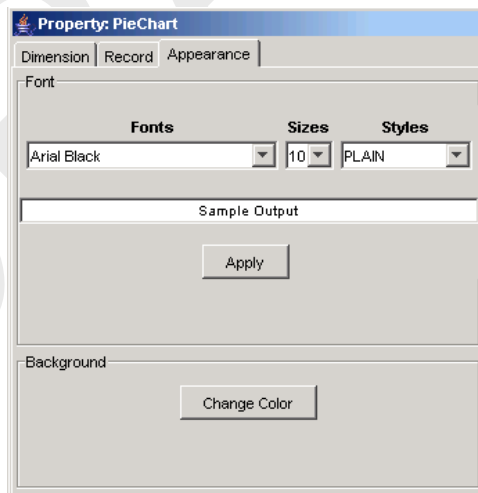 Property: PieChart
Dimension Record Appearance
Font
Fonts Sizes Styles
Arial Black 10 PLAIN
Sample Output
Apply
Background
Change Color